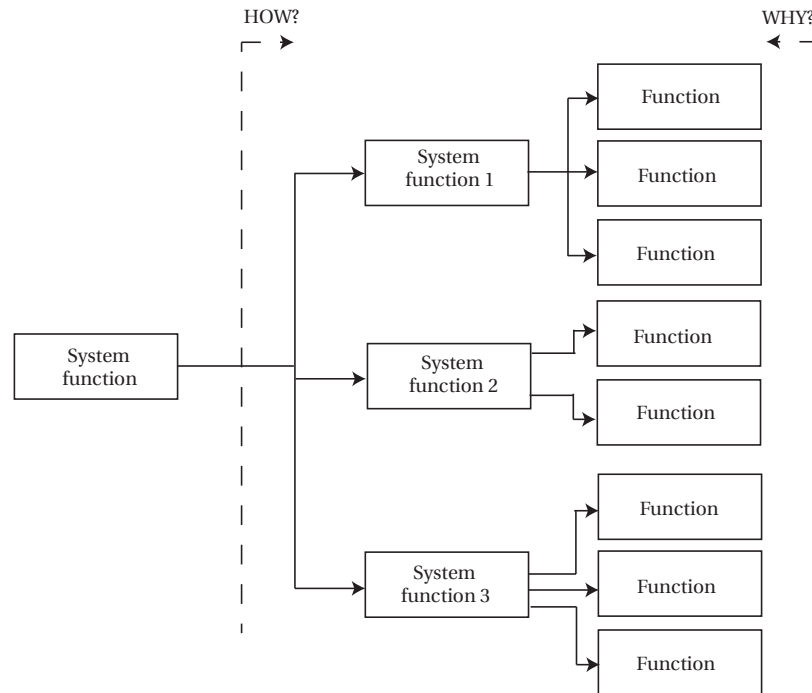 HOW?
WHY?
Function
System
function 1
Function
Function
System
function
System
function 2
Function
Function
System
function 3
Function
Function
Function